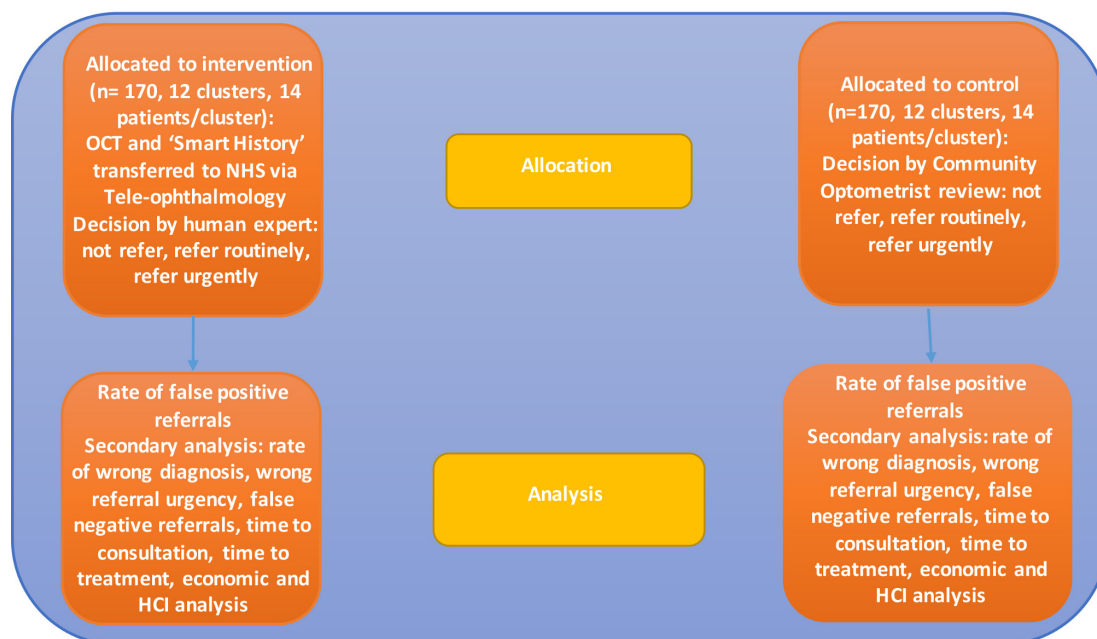 Allocated to intervention
(n= 170, 12 clusters, 14
patients/cluster):
OCT and ‘Smart History’
transferred to NHS via
Tele-ophthalmology
Decision by human expert:
not refer, refer routinely,
refer urgently
Allocation
Allocated to control
(n=170, 12 clusters, 14
patients/cluster):
Decision by Community
Optometrist review: not
refer, refer routinely,
refer urgently
Rate of false positive
referrals
Secondary analysis: rate
of wrong diagnosis, wrong
referral urgency, false
negative referrals, time to
consultation, time to
treatment, economic and
HCI analysis
Analysis
Rate of false positive
referrals
Secondary analysis: rate of
wrong diagnosis, wrong
referral urgency, false
negative referrals, time to
consultation, time to
treatment, economic and
HCI analysis